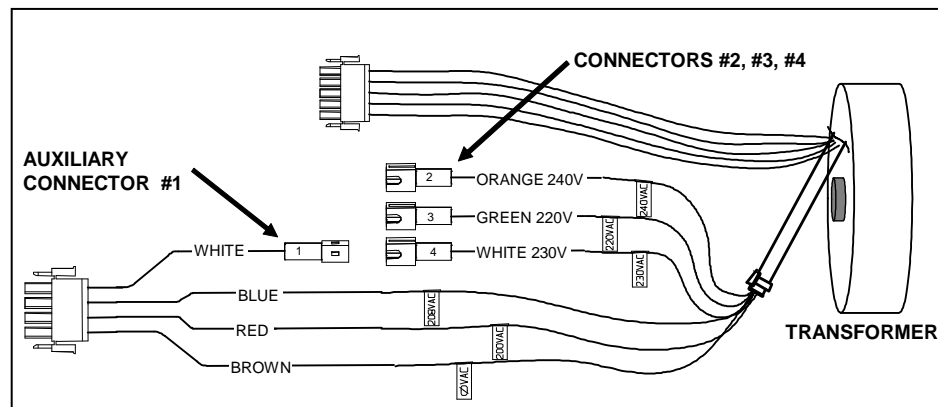 CONNECTORS #2, #3, #4
AUXILIARY
CONNECTOR #1
2
ORANGE 240V
240VAC
3
GREEN 220V
220VAC
WHITE
1
4
WHITE 230V
230VAC
BLUE
208VAC
RED
200VAC
BROWN
0VAC
TRANSFORMER